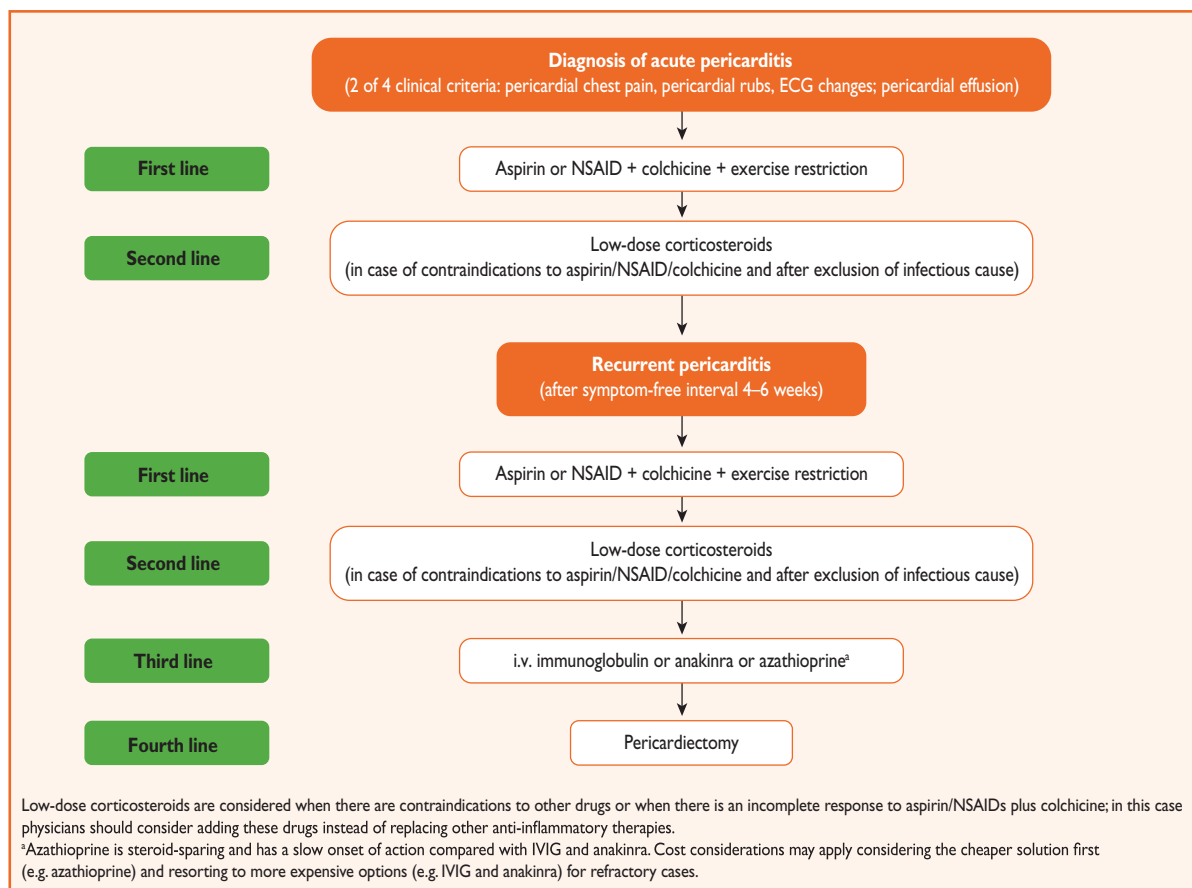 Diagnosis of acute pericarditis
(2 of 4 clinical criteria: pericardial chest pain, pericardial rubs, ECG changes; pericardial effusion)
First line
Aspirin or NSAID + colchicine + exercise restriction
Second line
Low-dose corticosteroids
(in case of contraindications to aspirin/NSAID/colchicine and after exclusion of infectious cause)
Recurrent pericarditis
(after symptom-free interval 4–6 weeks)
First line
Aspirin or NSAID + colchicine + exercise restriction
Second line
Low-dose corticosteroids
(in case of contraindications to aspirin/NSAID/colchicine and after exclusion of infectious cause)
Third line
i.v. immunoglobulin or anakinra or azathioprineᵃ
Fourth line
Pericardiectomy
Low-dose corticosteroids are considered when there are contraindications to other drugs or when there is an incomplete response to aspirin/NSAIDs plus colchicine; in this case
physicians should consider adding these drugs instead of replacing other anti-inflammatory therapies.
ᵃAzathioprine is steroid-sparing and has a slow onset of action compared with IVIG and anakinra. Cost considerations may apply considering the cheaper solution first
(e.g. azathioprine) and resorting to more expensive options (e.g. IVIG and anakinra) for refractory cases.